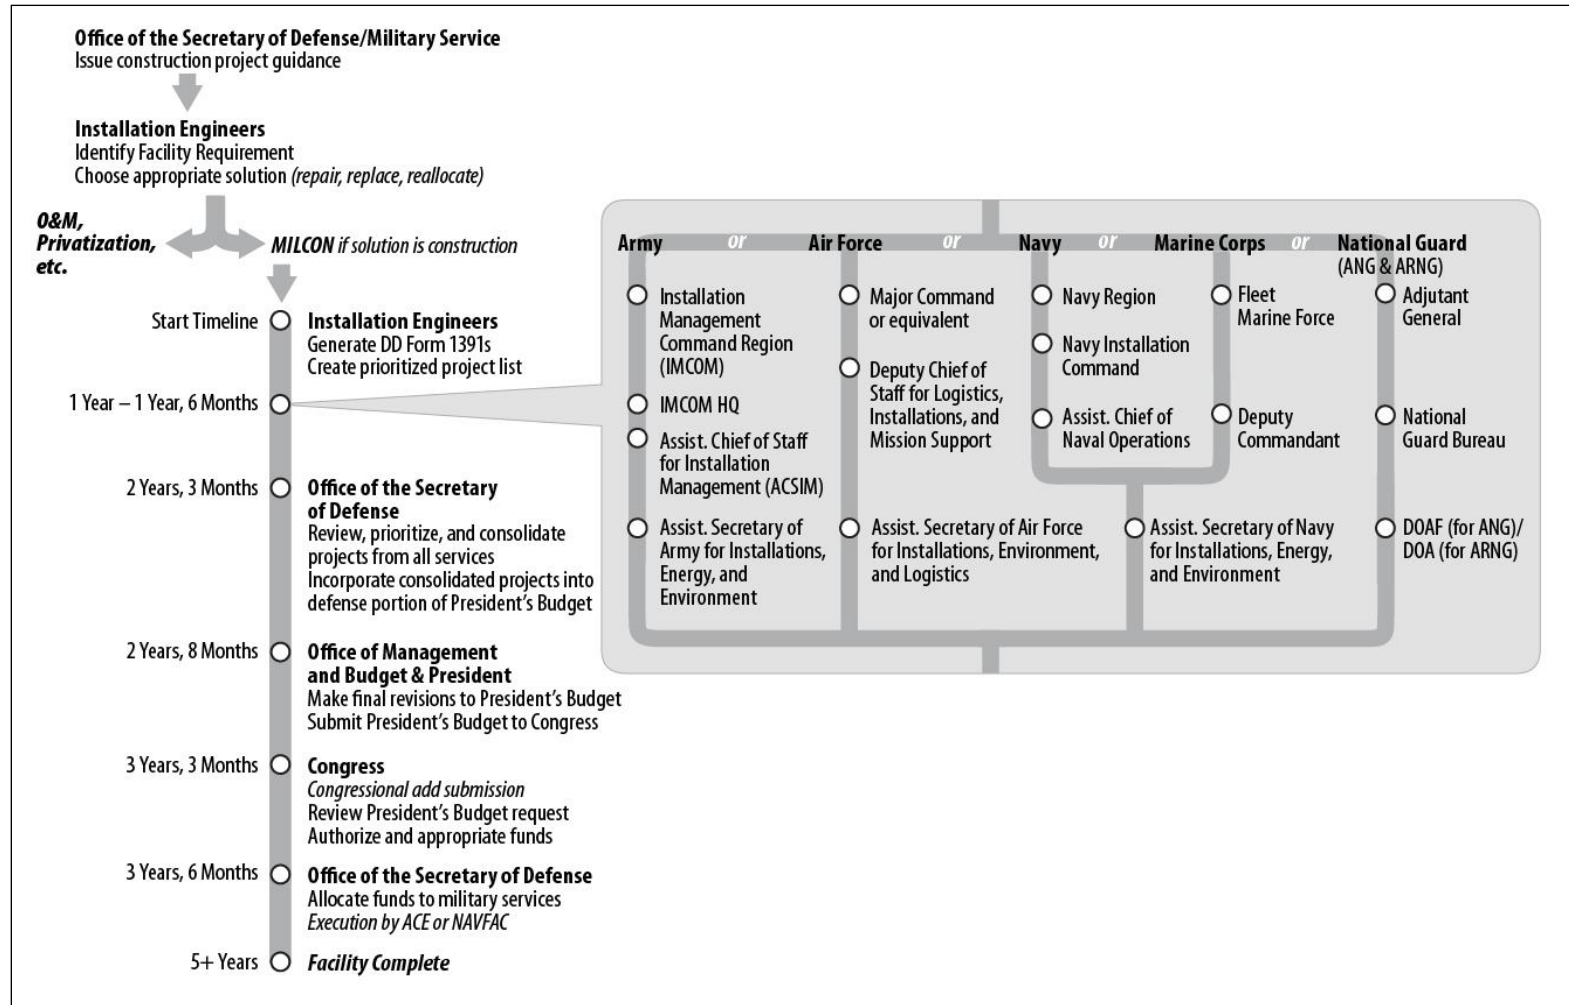 Office of the Secretary of Defense/Military Service
Issue construction project guidance
Installation Engineers
Identify Facility Requirement
Choose appropriate solution (repair, replace, reallocate)
O&M,
Privatization,
etc.
MILCON if solution is construction
Start Timeline
Installation Engineers
Generate DD Form 1391s
Create prioritized project list
1 Year – 1 Year, 6 Months
2 Years, 3 Months
Office of the Secretary
of Defense
Review, prioritize, and consolidate
projects from all services
Incorporate consolidated projects into
defense portion of President's Budget
2 Years, 8 Months
Office of Management
and Budget & President
Make final revisions to President's Budget
Submit President's Budget to Congress
3 Years, 3 Months
Congress
Congressional add submission
Review President's Budget request
Authorize and appropriate funds
3 Years, 6 Months
Office of the Secretary of Defense
Allocate funds to military services
Execution by ACE or NAVFAC
5+ Years
Facility Complete
Army or Air Force or Navy or Marine Corps or National Guard
(ANG & ARNG)
Installation
Management
Command Region
(IMCOM)
IMCOM HQ
Assist. Chief of Staff
for Installation
Management (ACSIM)
Assist. Secretary of
Army for Installations,
Energy, and
Environment
Major Command
or equivalent
Deputy Chief of
Staff for Logistics,
Installations, and
Mission Support
Assist. Secretary of Air Force
for Installations, Environment,
and Logistics
Navy Region
Navy Installation
Command
Assist. Chief of
Naval Operations
Fleet
Marine Force
Deputy
Commandant
Assist. Secretary of Navy
for Installations, Energy,
and Environment
Adjutant
General
National
Guard Bureau
DOAF (for ANG)/
DOA (for ARNG)